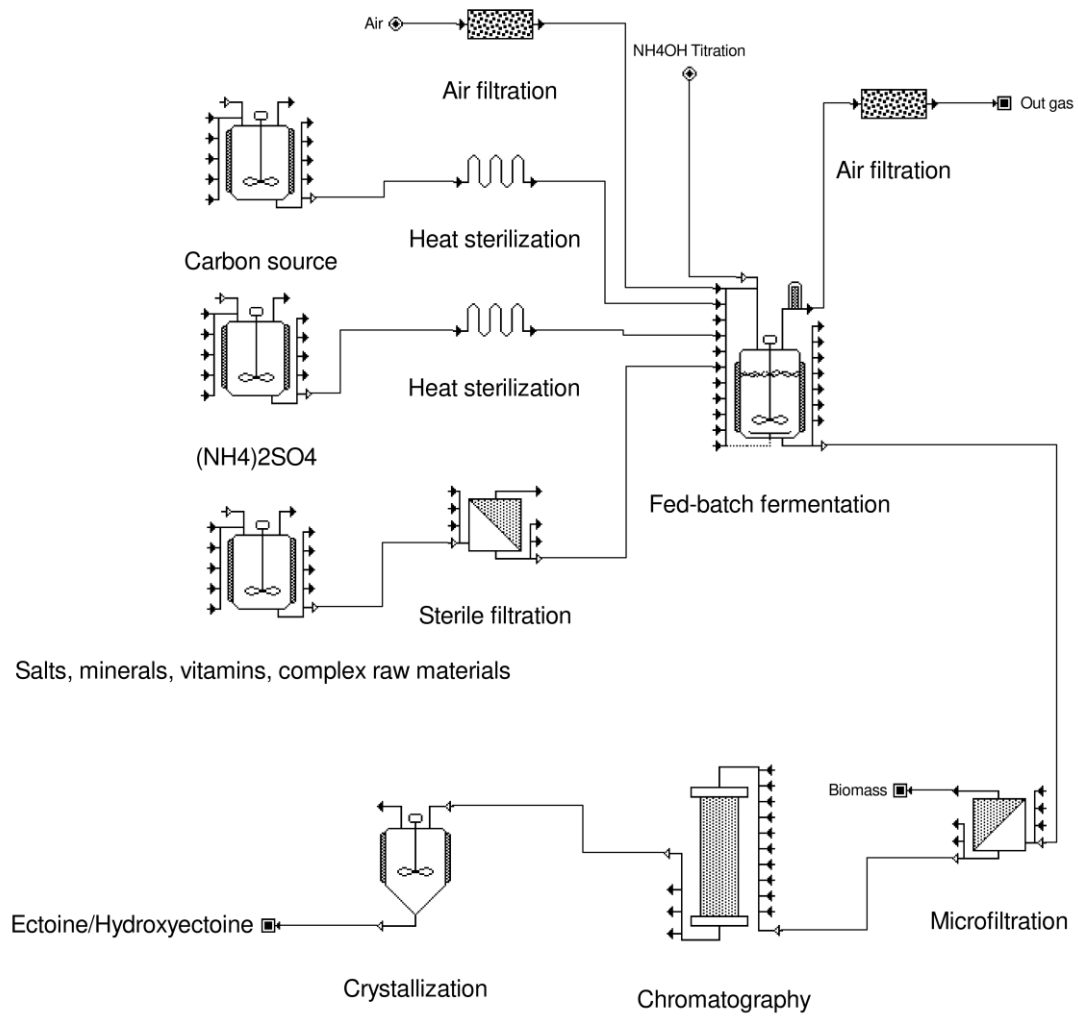 Air
Air filtration
NH4OH Titration
Out gas
Air filtration
Carbon source
Heat sterilization
(NH4)2SO4
Heat sterilization
Fed-batch fermentation
Sterile filtration
Salts, minerals, vitamins, complex raw materials
Biomass
Microfiltration
Chromatography
Crystallization
Ectoine/Hydroxyectoine